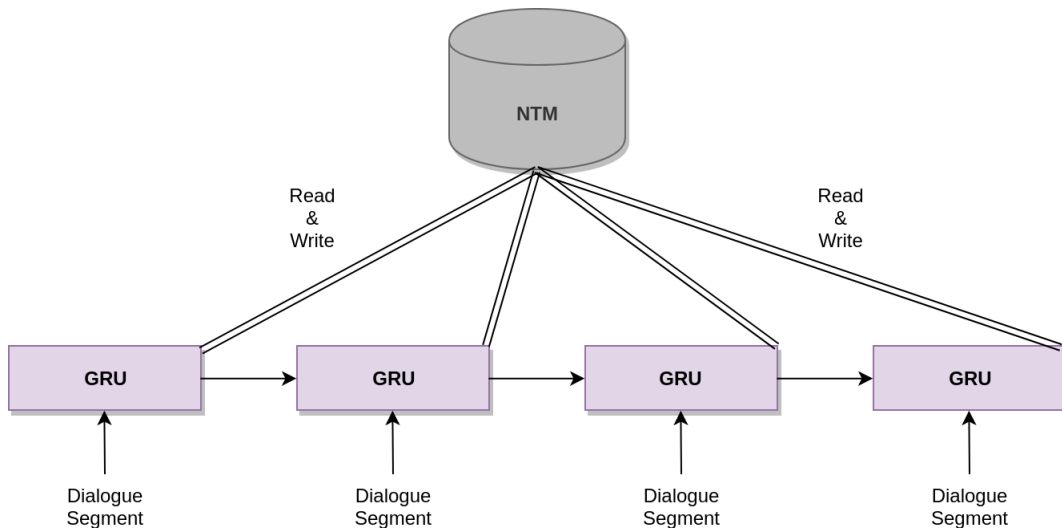 NTM
Read
&
Write
Read
&
Write
GRU
GRU
GRU
GRU
Dialogue
Segment
Dialogue
Segment
Dialogue
Segment
Dialogue
Segment